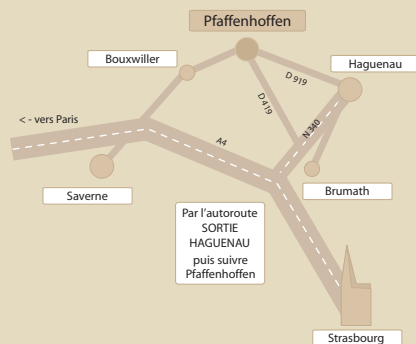 Pfaffenhoffen
Bouxwiller
Haguenau
D 919
D 419
< - vers Paris
N 340
A4
Saverne
Brumath
Par l'autoroute
SORTIE
HAGUENAU
puis suivre
Pfaffenhoffen
Strasbourg